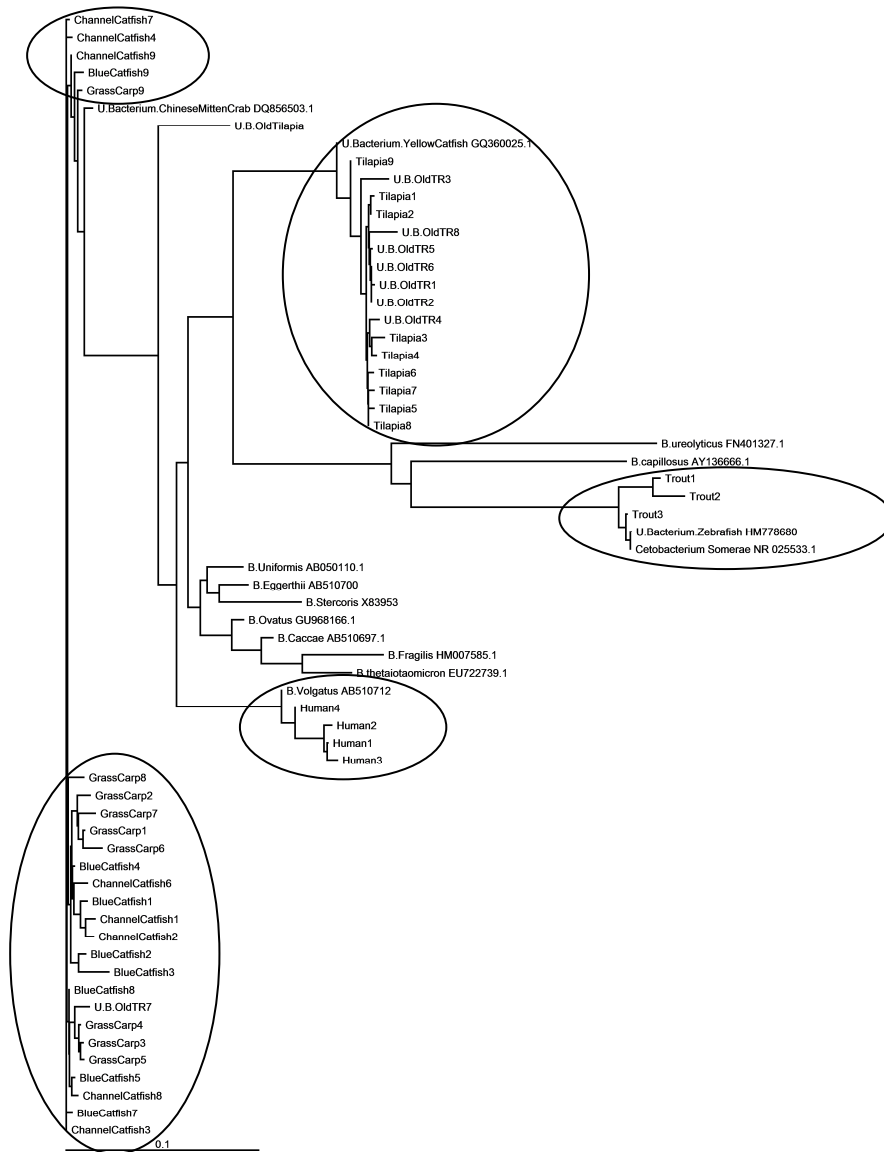 ChannelCatfish7
ChannelCatfish4
ChannelCatfish9
BlueCatfish9
GrassCarp9
U.Bacterium.ChineseMittenCrab DQ856503.1
U.B.OldTilapia
U.Bacterium.YellowCatfish GQ360025.1
Tilapia9
U.B.OldTR3
Tilapia1
Tilapia2
U.B.OldTR8
U.B.OldTR5
U.B.OldTR6
U.B.OldTR1
U.B.OldTR2
U.B.OldTR4
Tilapia3
Tilapia4
Tilapia6
Tilapia7
Tilapia5
Tilapia8
B.ureolyticus FN401327.1
B.capillosus AY136666.1
Trout1
Trout2
Trout3
U.Bacterium.Zebrafish HM778680
Cetobacterium Somerae NR 025533.1
B.Uniformis AB050110.1
B.Eggerthii AB510700
B.Stercoris X83953
B.Ovatus GU968166.1
B.Caccae AB510697.1
B.Fragilis HM007585.1
B.thetaiotaomicron EU722739.1
B.Volgatus AB510712
Human4
Human2
Human1
Human3
GrassCarp8
GrassCarp2
GrassCarp7
GrassCarp1
GrassCarp6
BlueCatfish4
ChannelCatfish6
BlueCatfish1
ChannelCatfish1
ChannelCatfish2
BlueCatfish2
BlueCatfish3
BlueCatfish8
U.B.OldTR7
GrassCarp4
GrassCarp3
GrassCarp5
BlueCatfish5
ChannelCatfish8
BlueCatfish7
ChannelCatfish3
0.1